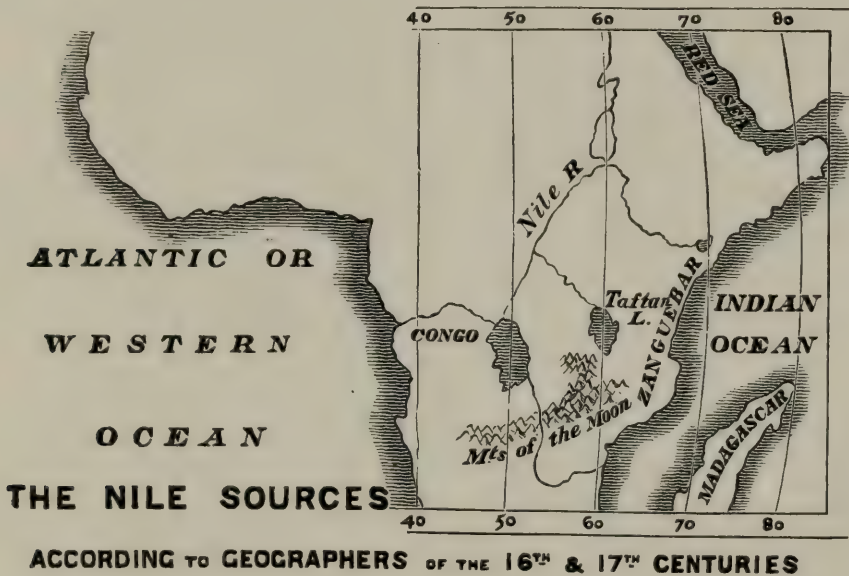 40 50 60 70 80
RED SEA
Nile R
ATLANTIC OR
WESTERN
OCEAN
CONGO
Taftan
L.
ZANGUEBAR
INDIAN
OCEAN
Mts of the Moon
MADAGASCAR
THE NILE SOURCES
40 50 60 70 80
ACCORDING TO GEOGRAPHERS OF THE 16TH & 17TH CENTURIES